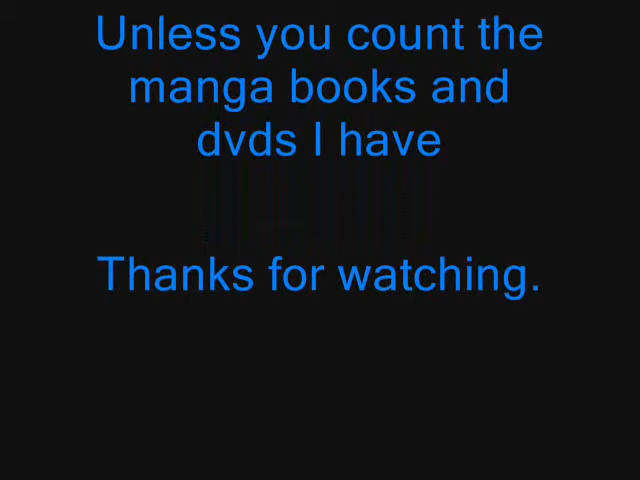 Unless you count the
manga books and
dvds I have
Thanks for watching.